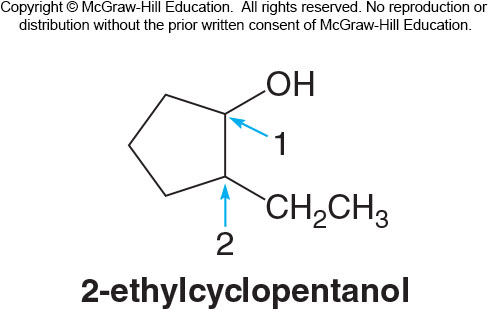 Copyright © McGraw-Hill Education. All rights reserved. No reproduction or
distribution without the prior written consent of McGraw-Hill Education.
OH
1
CH₂CH₃
2
2-ethylcyclopentanol